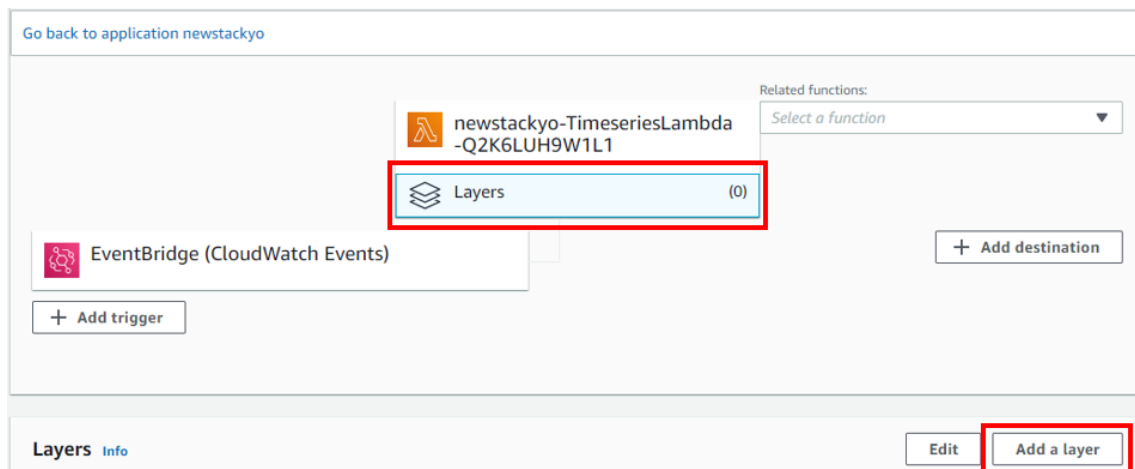 Go back to application newstackyo
Related functions:
Select a function
newstackyo-TimeseriesLambda
-Q2K6LUH9W1L1
Layers (0)
EventBridge (CloudWatch Events)
Add destination
Add trigger
Layers Info Edit Add a layer